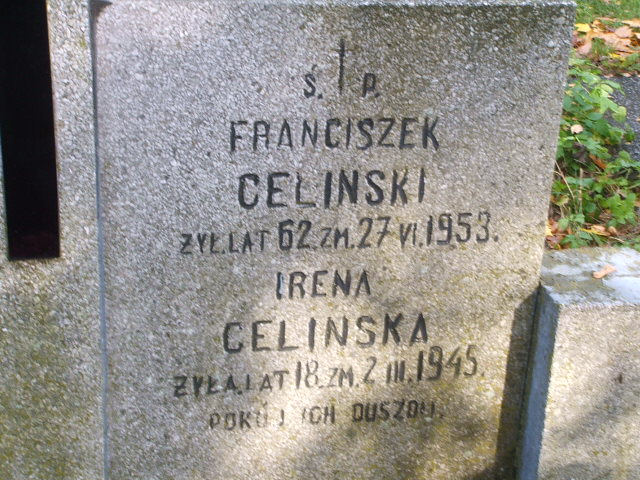 Ś. P.
FRANCISZEK
CELINSKI
ŻYŁ.LAT 62.ZM.27 VI.1953.
IRENA
CELINSKA
ŻYŁA.LAT 18.ZM.2 III.1945.
POKÓJ ICH DUSZOM.